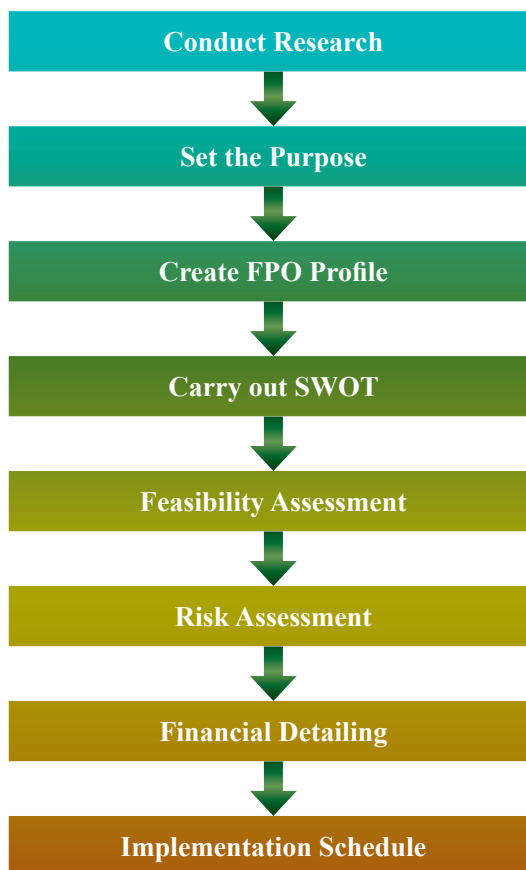 Conduct Research
Set the Purpose
Create FPO Profile
Carry out SWOT
Feasibility Assessment
Risk Assessment
Financial Detailing
Implementation Schedule